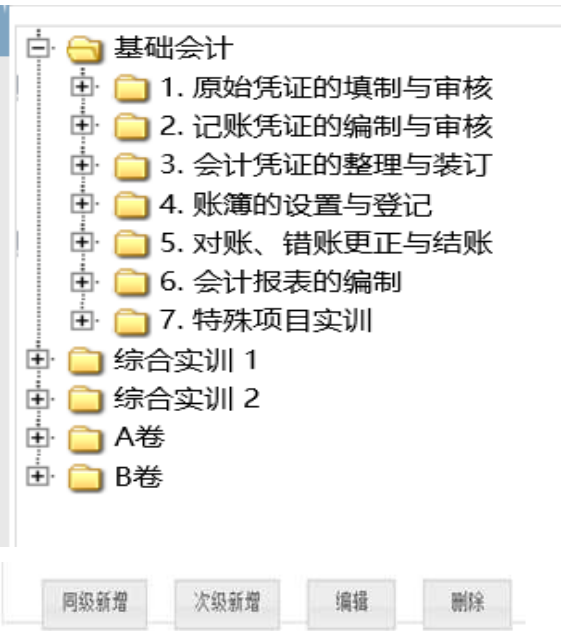 基础会计
1. 原始凭证的填制与审核
2. 记账凭证的编制与审核
3. 会计凭证的整理与装订
4. 账簿的设置与登记
5. 对账、错账更正与结账
6. 会计报表的编制
7. 特殊项目实训
综合实训 1
综合实训 2
A卷
B卷
同级新增 次级新增 编辑 删除